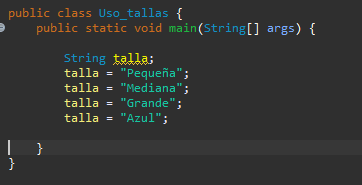 public class Uso_tallas {
public static void main(String[] args) {
String talla;
talla = "Pequeña";
talla = "Mediana";
talla = "Grande";
talla = "Azul";
}
}